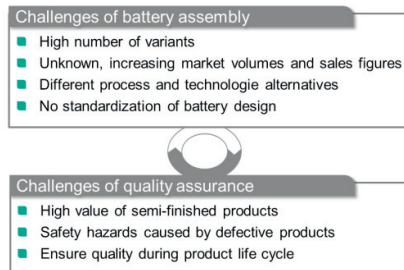 Challenges of battery assembly
High number of variants
Unknown, increasing market volumes and sales figures
Different process and technologie alternatives
No standardization of battery design
Challenges of quality assurance
High value of semi-finished products
Safety hazards caused by defective products
Ensure quality during product life cycle